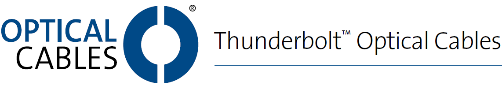 OPTICAL
CABLES
®
Thunderbolt™ Optical Cables